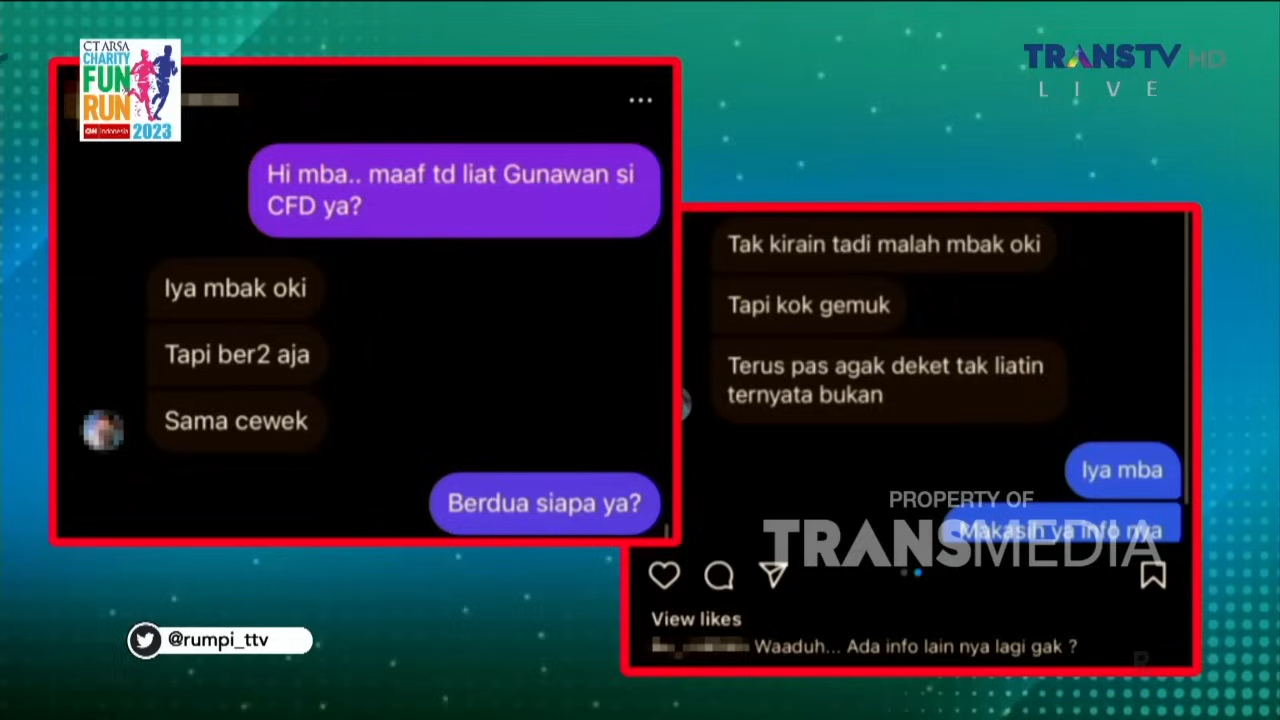 CT ARSA
CHARITY
FUN
RUN
CNN Indonesia 2023
TRANSTV HD
LIVE
Hi mba.. maaf td liat Gunawan si
CFD ya?
Iya mbak oki
Tapi ber2 aja
Sama cewek
Berdua siapa ya?
Tak kirain tadi malah mbak oki
Tapi kok gemuk
Terus pas agak deket tak liatin
ternyata bukan
Iya mba
Makasih ya info nya
PROPERTY OF
TRANSMEDIA
View likes
Waaduh... Ada info lain nya lagi gak ?
@rumpi_ttv